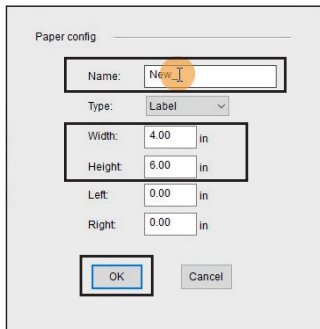 Paper config
Name: New_
Type: Label
Width: 4.00 in
Height: 6.00 in
Left: 0.00 in
Right: 0.00 in
OK Cancel